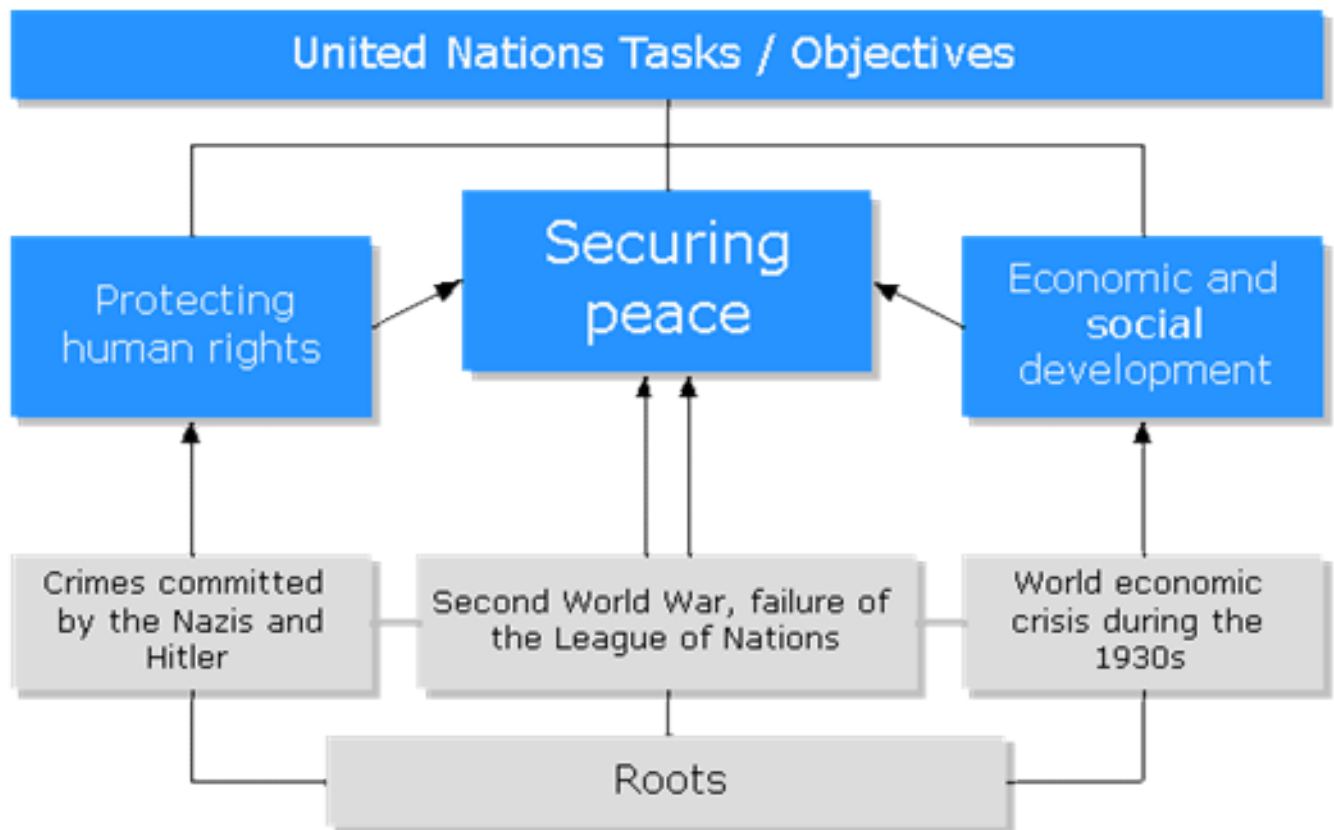 United Nations Tasks / Objectives
Protecting
human rights
Securing
peace
Economic and
social
development
Crimes committed
by the Nazis and
Hitler
Second World War, failure of
the League of Nations
World economic
crisis during the
1930s
Roots